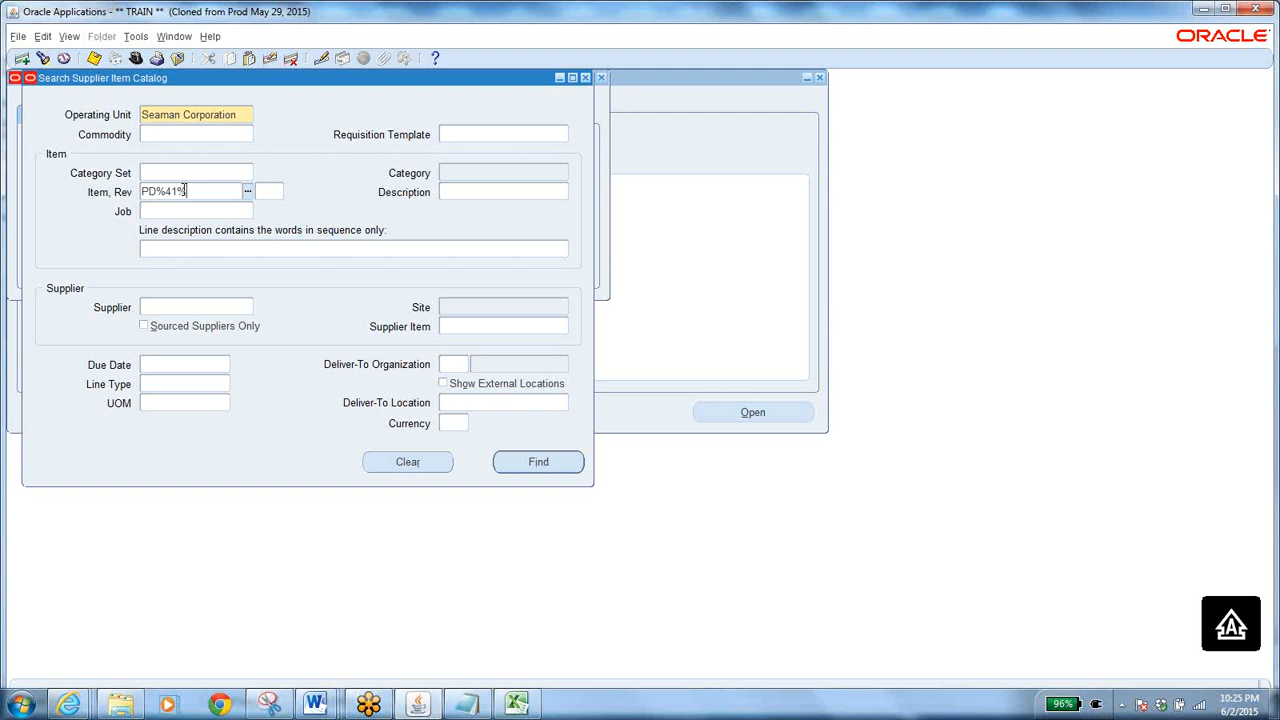 Oracle Applications - ** TRAIN ** (Cloned from Prod May 29, 2015)
File Edit View Folder Tools Window Help
ORACLE
Search Supplier Item Catalog
Operating Unit Seaman Corporation
Commodity Requisition Template
Item
Category Set Category
Item, Rev PD%41% Description
Job
Line description contains the words in sequence only:
Supplier
Supplier Site
Sourced Suppliers Only Supplier Item
Due Date Deliver-To Organization
Line Type Show External Locations
UOM Deliver-To Location
Currency
Open
Clear Find
A
96%
10:25 PM
6/2/2015